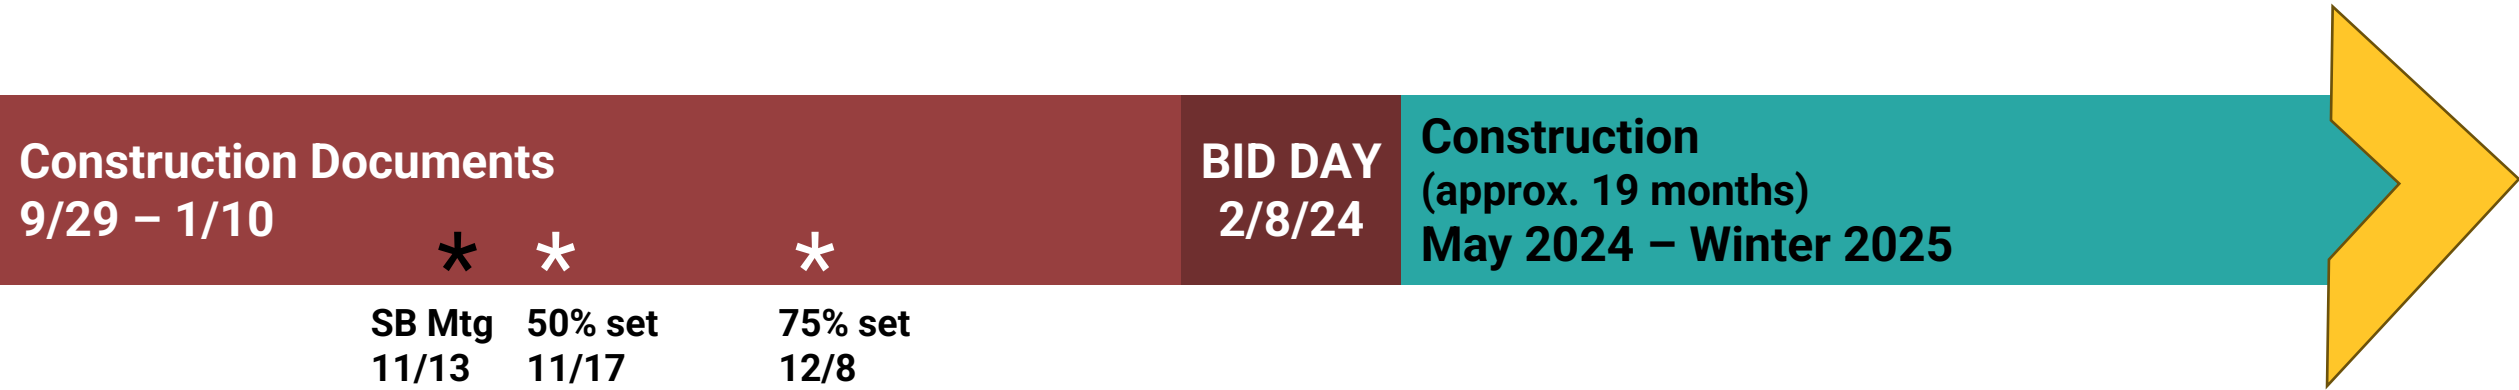 Construction Documents
9/29 – 1/10
*
*
*
BID DAY
2/8/24
Construction
(approx. 19 months)
May 2024 – Winter 2025
SB Mtg
11/13
50% set
11/17
75% set
12/8